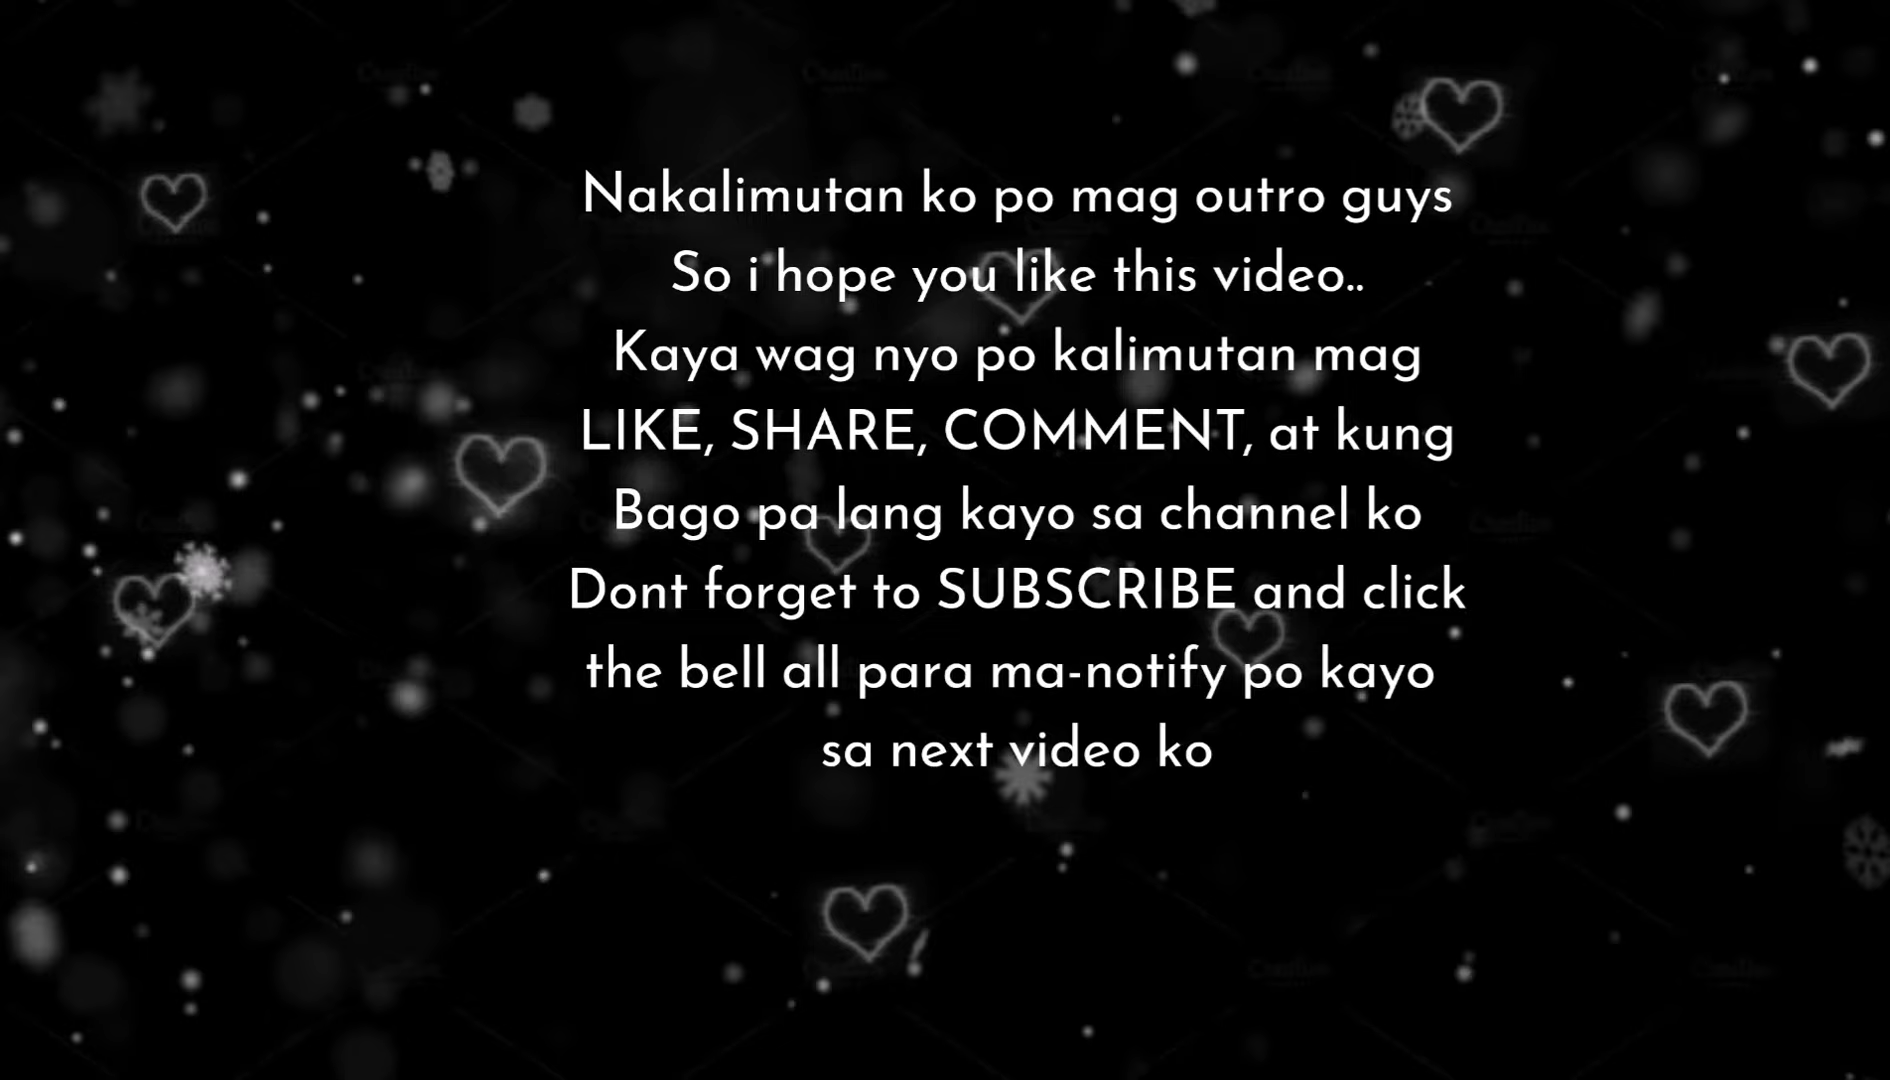 Nakalimutan ko po mag outro guys
So i hope you like this video..
Kaya wag nyo po kalimutan mag
LIKE, SHARE, COMMENT, at kung
Bago pa lang kayo sa channel ko
Dont forget to SUBSCRIBE and click
the bell all para ma-notify po kayo
sa next video ko